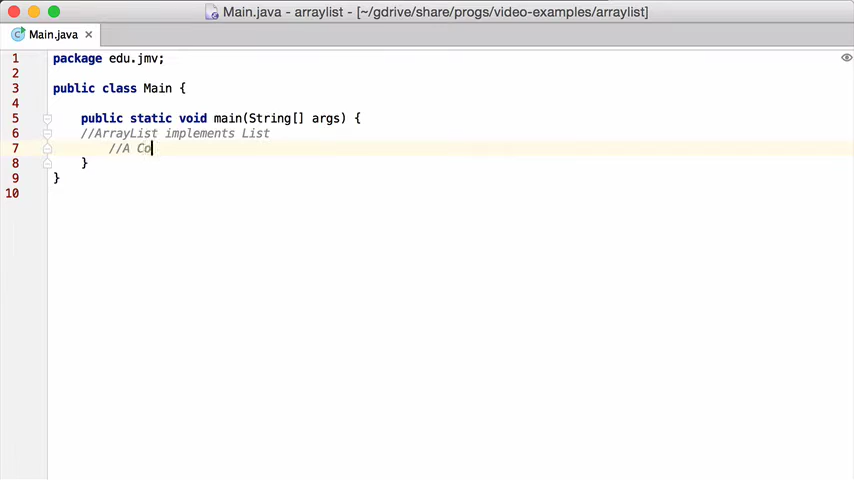 Main.java - arraylist - [~/gdrive/share/progs/video-examples/arraylist]
Main.java
1 package edu.jmv;
2
3 public class Main {
4
5 public static void main(String[] args) {
6 //ArrayList implements List
7 //A Co
8 }
9 }
10